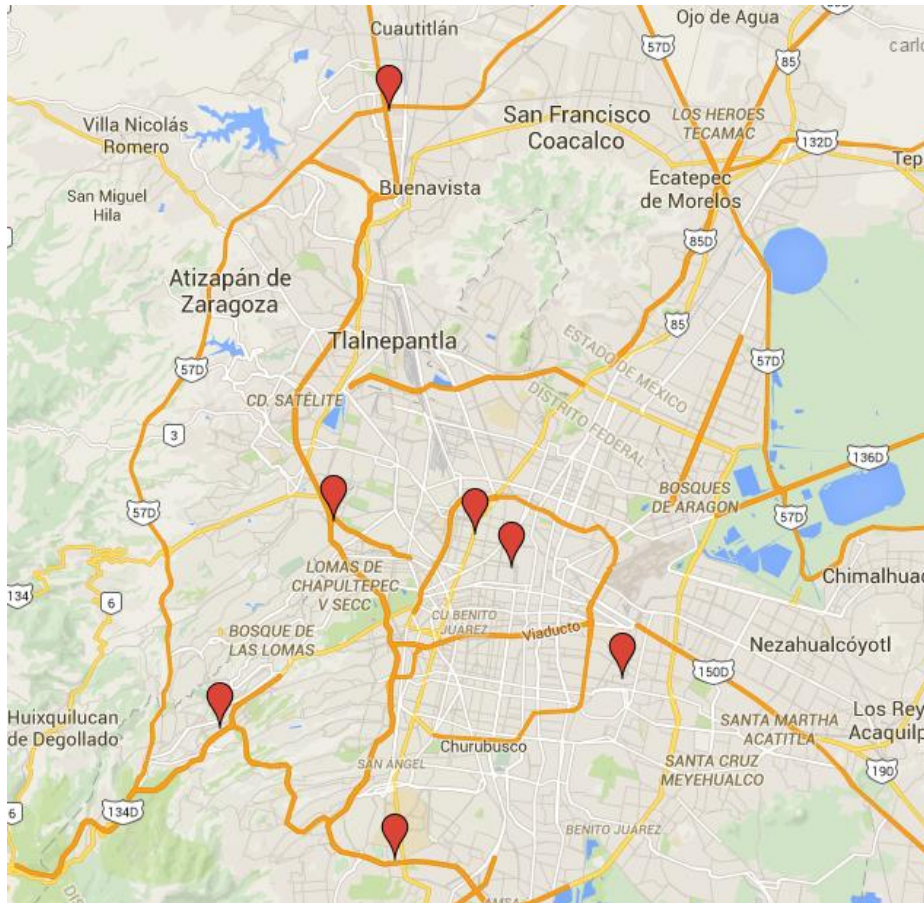 Cuautitlán
Ojo de Agua
57D
85
carlo
Villa Nicolás
Romero
San Francisco
Coacalco
LOS HEROES
TECAMAC
132D
Tep
San Miguel
Hila
Buenavista
Ecatepec
de Morelos
85D
Atizapán de
Zaragoza
Tlalnepantla
85
ESTADO DE MÉXICO
DISTRITO FEDERAL
57D
57D
CD. SATÉLITE
3
136D
BOSQUES
DE ARAGON
57D
57D
LOMAS DE
CHAPULTEPEC
V SECC
Chimalhuac
134
6
CU BENITO
JUÁREZ
BOSQUE DE
LAS LOMAS
Viaducto
Nezahualcóyotl
150D
Huixquilucan
de Degollado
Los Rey
Acaquilp
SANTA MARTHA
ACATITLA
Churubusco
SAN ANGEL
SANTA CRUZ
MEYEHUALCO
190
134D
6
BENITO JUÁREZ